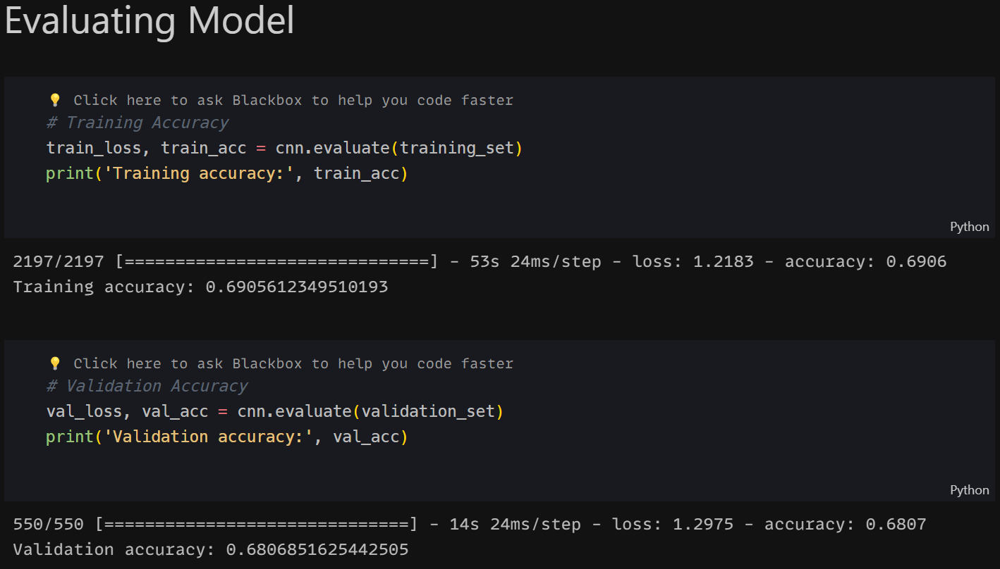 Evaluating Model
💡 Click here to ask Blackbox to help you code faster
# Training Accuracy
train_loss, train_acc = cnn.evaluate(training_set)
print('Training accuracy:', train_acc)
Python
2197/2197 [==============================] - 53s 24ms/step - loss: 1.2183 - accuracy: 0.6906
Training accuracy: 0.6905612349510193
💡 Click here to ask Blackbox to help you code faster
# Validation Accuracy
val_loss, val_acc = cnn.evaluate(validation_set)
print('Validation accuracy:', val_acc)
Python
550/550 [==============================] - 14s 24ms/step - loss: 1.2975 - accuracy: 0.6807
Validation accuracy: 0.6806851625442505